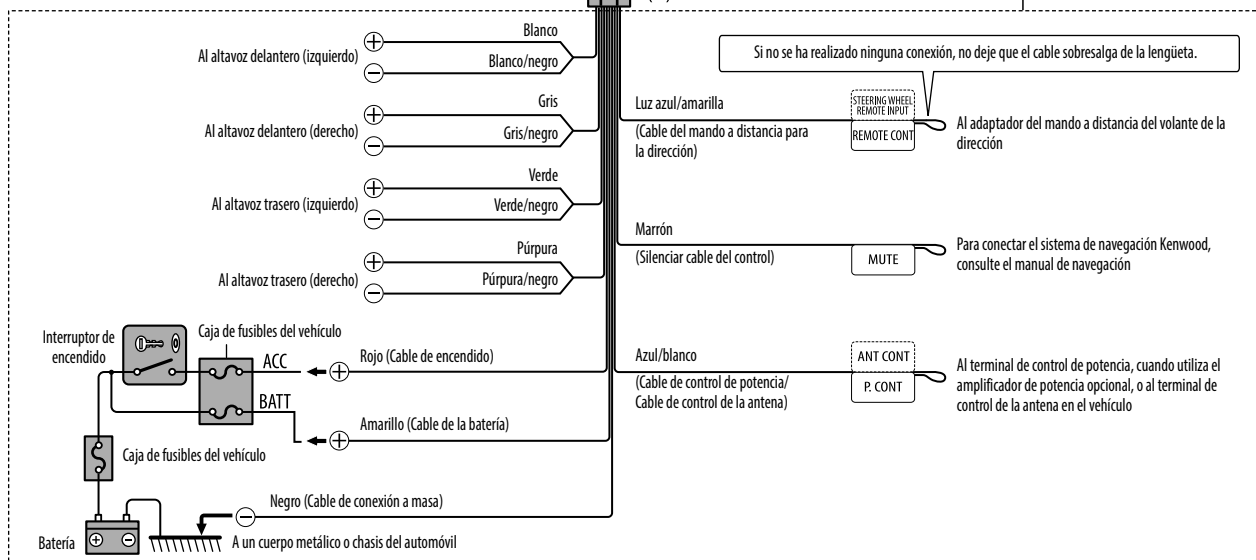 Blanco
Al altavoz delantero (izquierdo)
Blanco/negro
Gris
Al altavoz delantero (derecho)
Gris/negro
Verde
Al altavoz trasero (izquierdo)
Verde/negro
Púrpura
Al altavoz trasero (derecho)
Púrpura/negro
Interruptor de
encendido
Caja de fusibles del vehículo
ACC
Rojo (Cable de encendido)
BATT
Amarillo (Cable de la batería)
Caja de fusibles del vehículo
Negro (Cable de conexión a masa)
Batería
A un cuerpo metálico o chasis del automóvil
Si no se ha realizado ninguna conexión, no deje que el cable sobresalga de la lengüeta.
Luz azul/amarilla
(Cable del mando a distancia para
la dirección)
STEERING WHEEL
REMOTE INPUT
REMOTE CONT
Al adaptador del mando a distancia del volante de la
dirección
Marrón
(Silenciar cable del control)
MUTE
Para conectar el sistema de navegación Kenwood,
consulte el manual de navegación
Azul/blanco
(Cable de control de potencia/
Cable de control de la antena)
ANT CONT
P. CONT
Al terminal de control de potencia, cuando utiliza el
amplificador de potencia opcional, o al terminal de
control de la antena en el vehículo